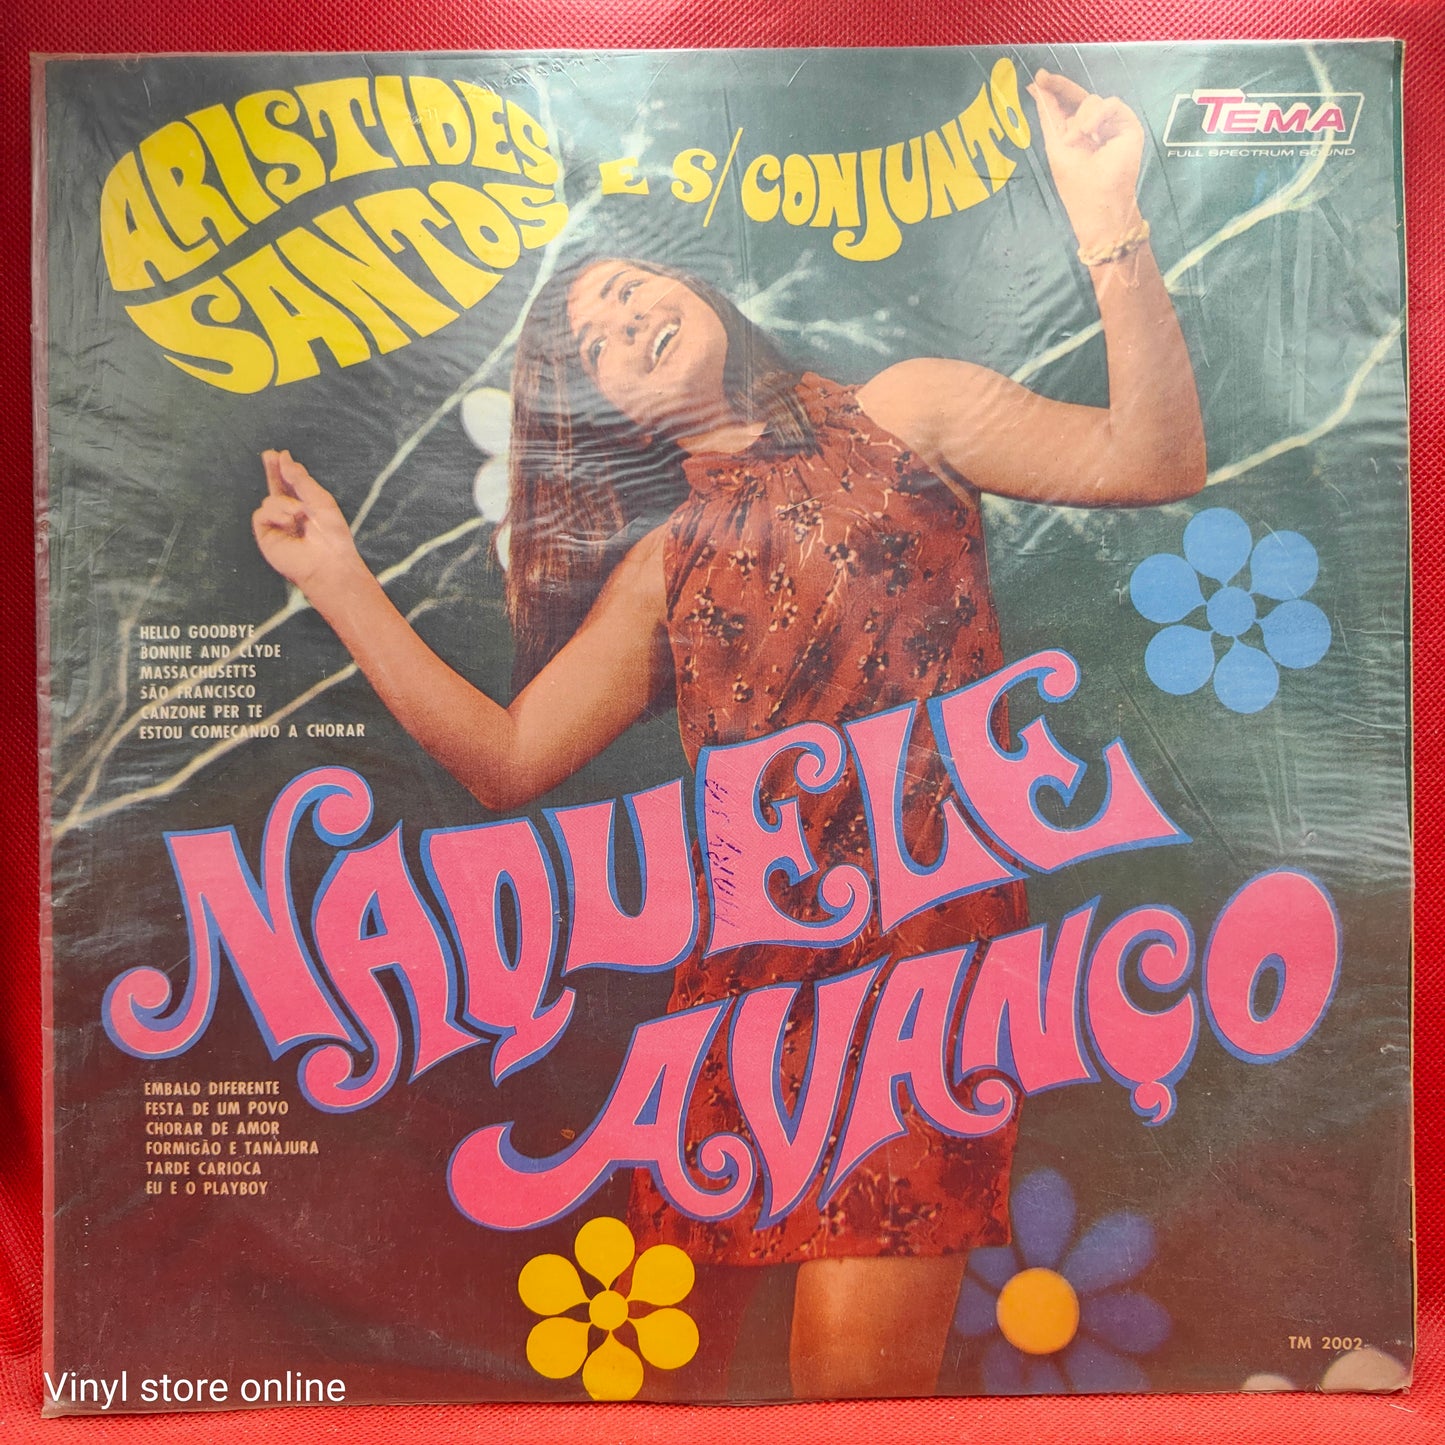 ARISTIDES
SANTOS
E S/ CONJUNTO
TEMA
FULL SPECTRUM SOUND
HELLO GOODBYE
BONNIE AND CLYDE
MASSACHUSETTS
SÃO FRANCISCO
CANZONE PER TE
ESTOU COMEÇANDO A CHORAR
NAQUELE
AVANÇO
EMBALO DIFERENTE
FESTA DE UM POVO
CHORAR DE AMOR
FORMIGÃO E TANAJURA
TARDE CARIOCA
EU E O PLAYBOY
TM 2002
Vinyl store online